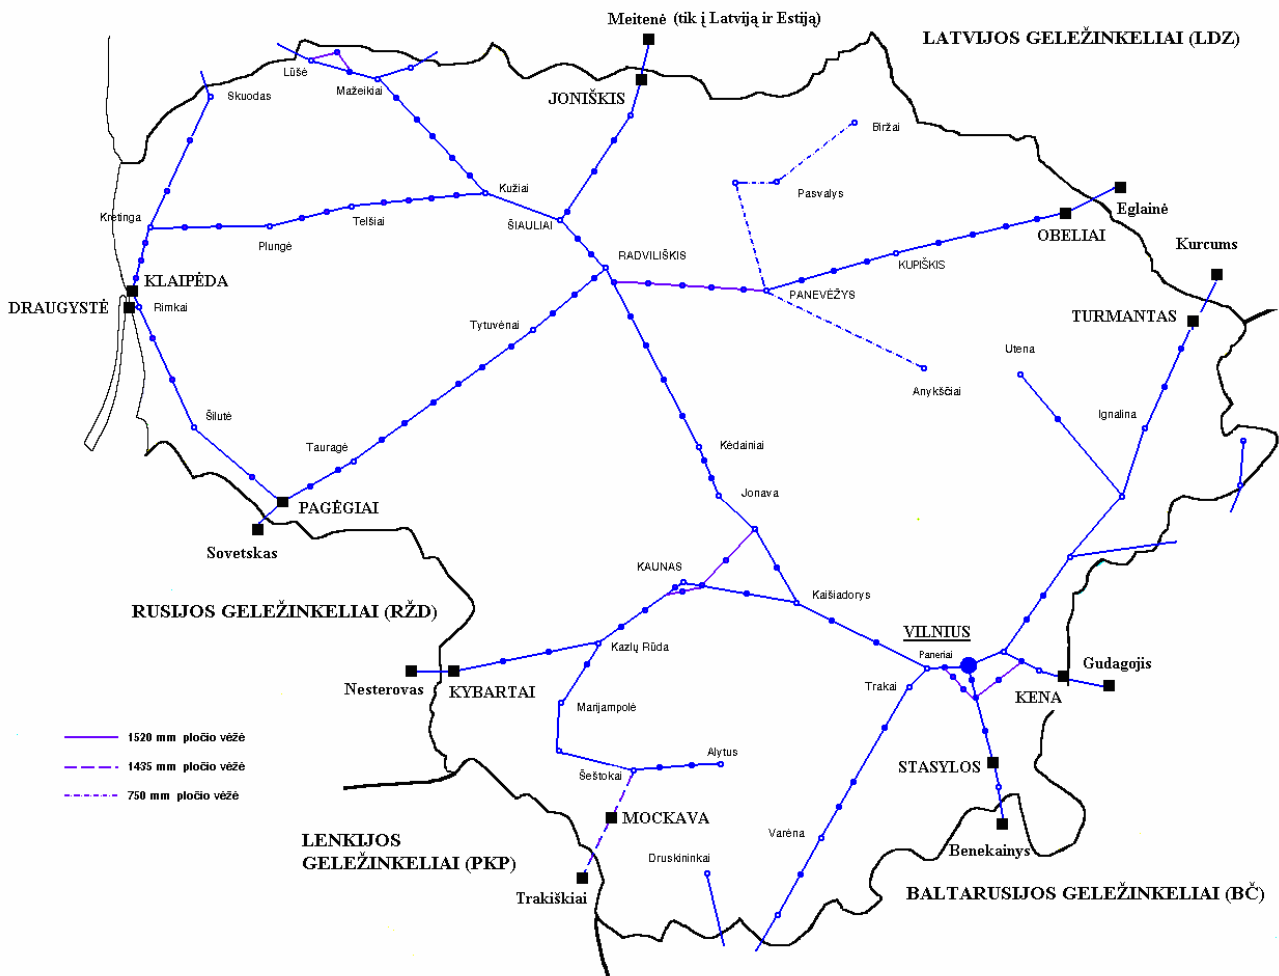 Meitenė (tik į Latviją ir Estiją)
LATVIJOS GELEŽINKELIAI (LDZ)
Lūšė
Mažeikiai
Skuodas
JONIŠKIS
Biržai
Pasvalys
Kužiai
Kretinga
Telšiai
Plungė
ŠIAULIAI
Eglainė
OBELIAI
Kurcums
RADVILIŠKIS
KUPIŠKIS
KLAIPĖDA
PANEVĖŽYS
DRAUGYSTĖ
Rimkai
TURMANTAS
Tytuvėnai
Utena
Anykščiai
Šilutė
Ignalina
Tauragė
Kėdainiai
Jonava
PAGĖGIAI
Sovetskas
KAUNAS
Kaišiadorys
RUSIJOS GELEŽINKELIAI (RŽD)
VILNIUS
Kazlų Rūda
Paneriai
Gudagojis
Nesterovas
KYBARTAI
Trakai
KENA
Marijampolė
1520 mm pločio vėžė
1435 mm pločio vėžė
750 mm pločio vėžė
Alytus
Šeštokai
STASYLOS
MOCKAVA
Varėna
LENKIJOS
GELEŽINKELIAI (PKP)
Druskininkai
Benekainys
Trakiškiai
BALTARUSIJOS GELEŽINKELIAI (BČ)